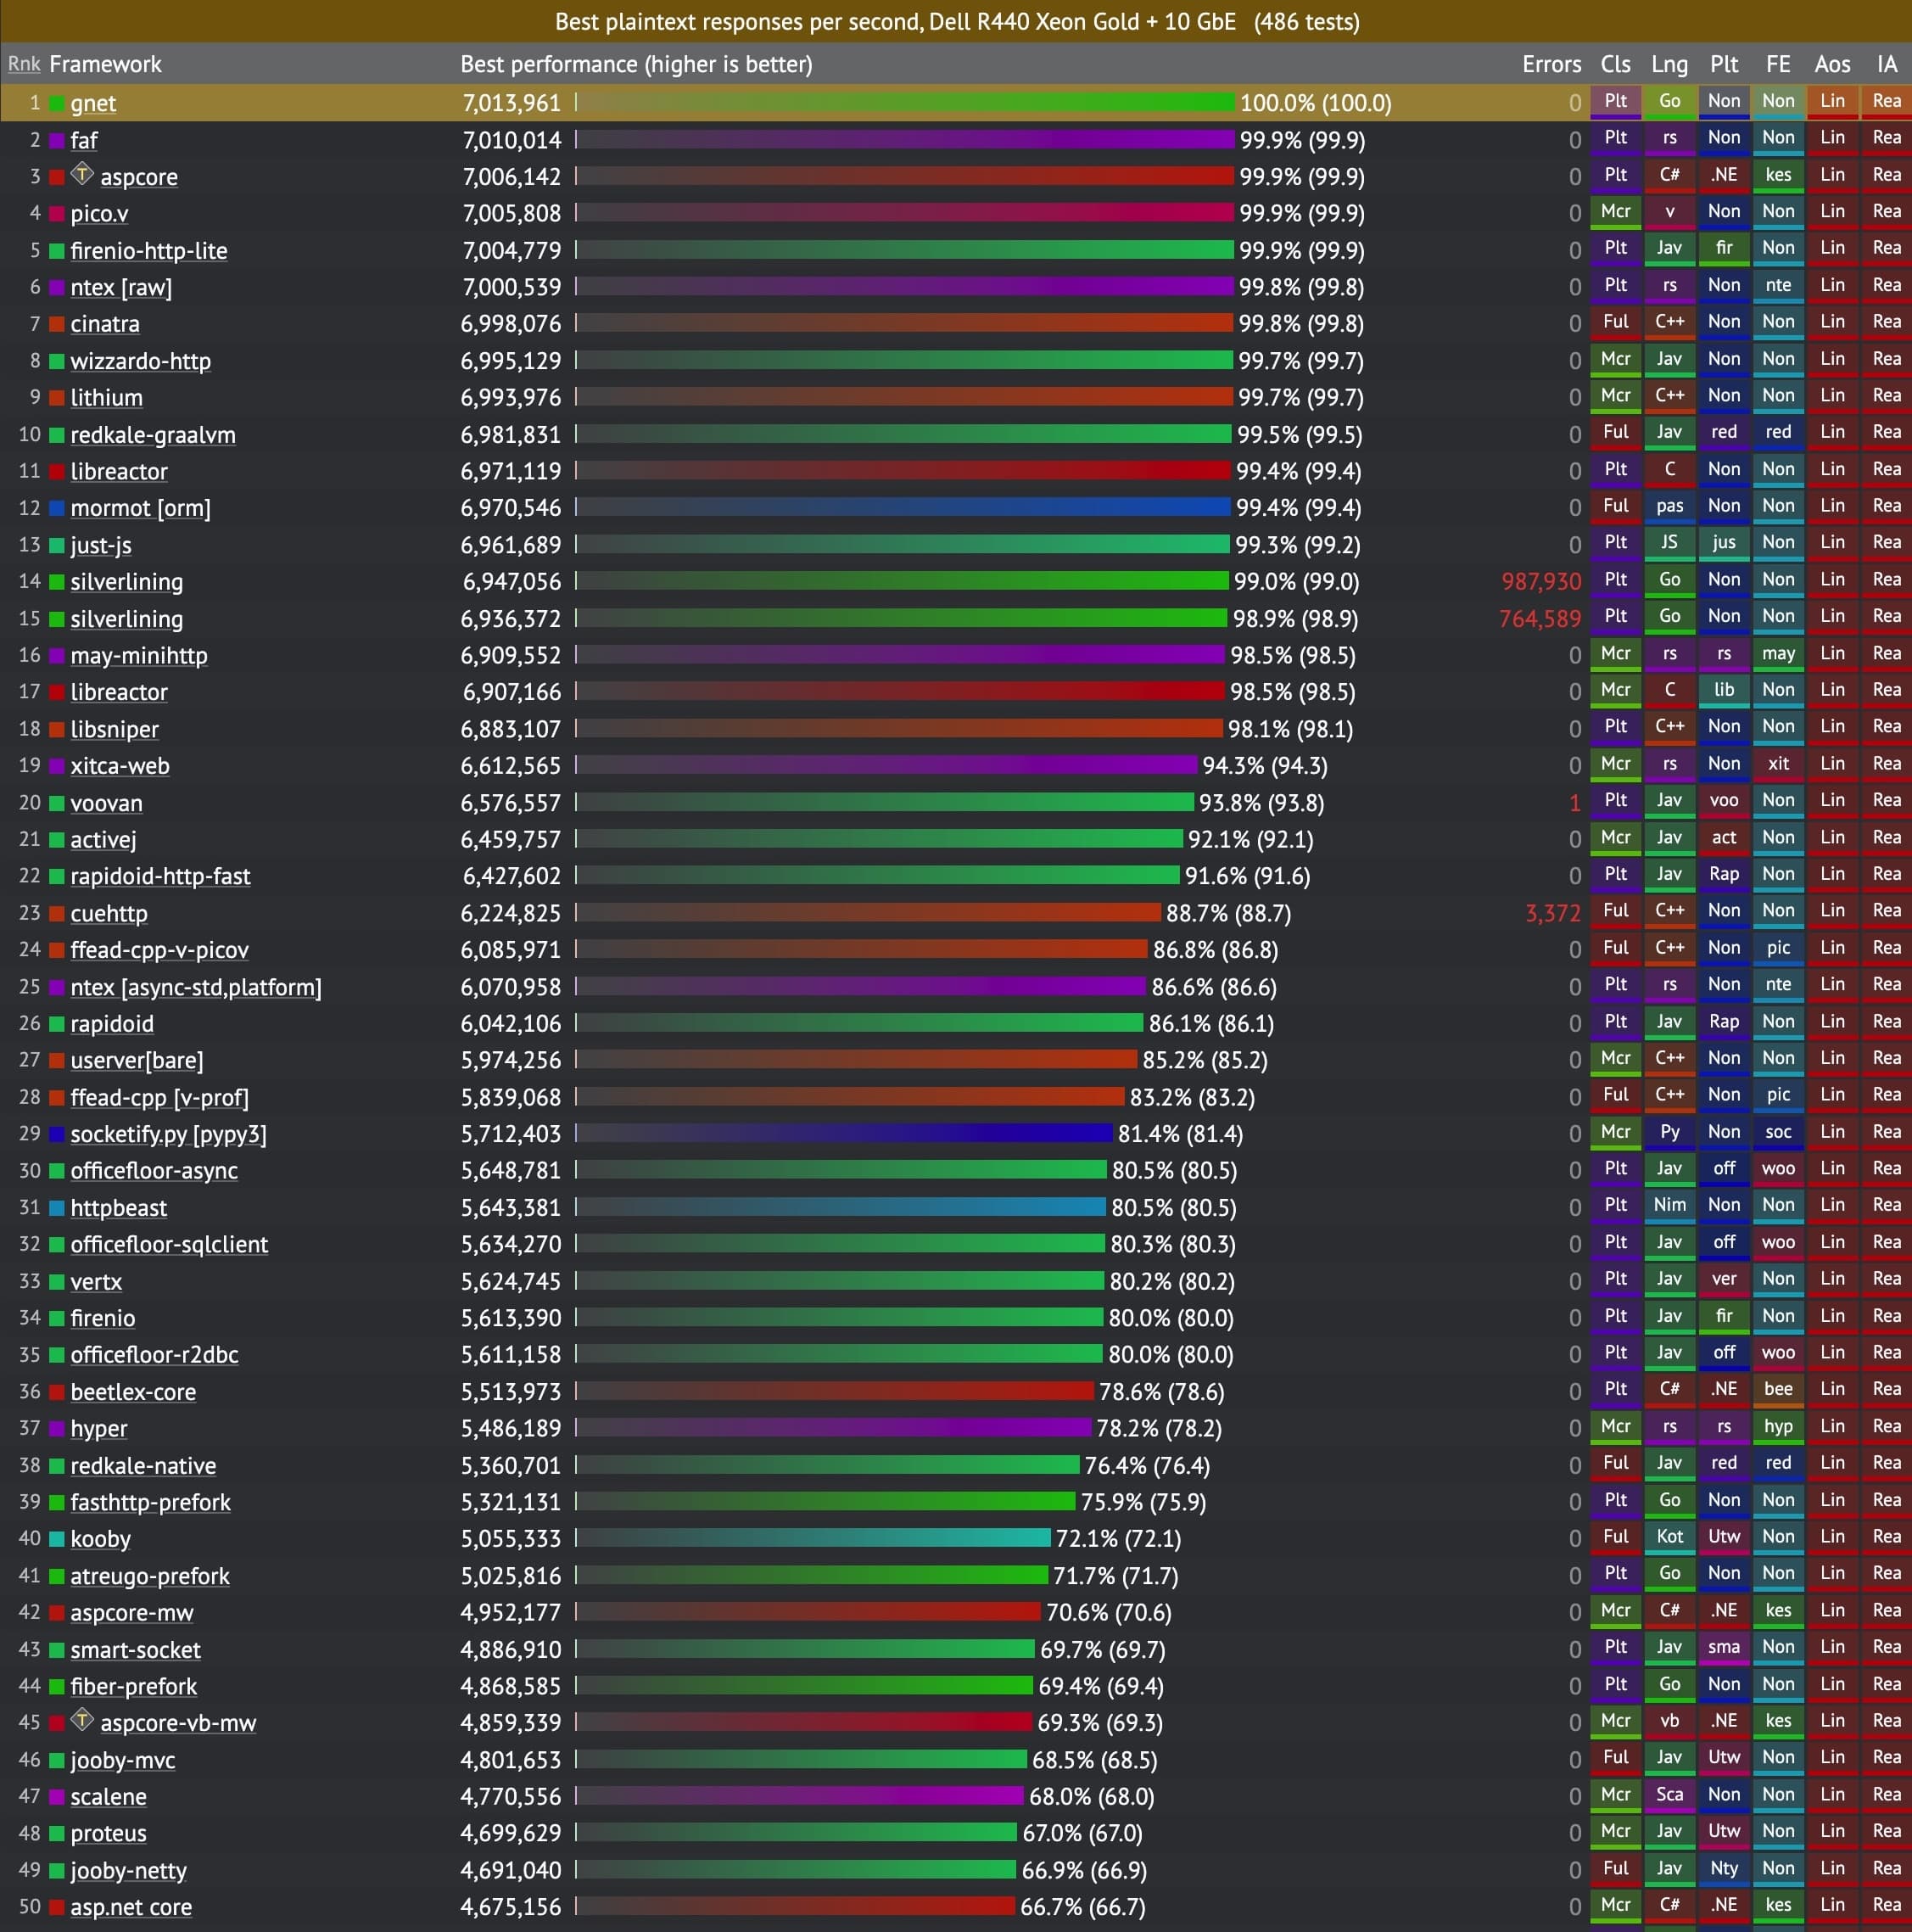 Best plaintext responses per second, Dell R440 Xeon Gold + 10 GbE (486 tests)
Rnk Framework Best performance (higher is better) Errors Cls Lng Plt FE Aos IA
1 gnet 7,013,961 100.0% (100.0) 0 Plt Go Non Non Lin Rea
2 faf 7,010,014 99.9% (99.9) 0 Plt rs Non Non Lin Rea
3 T aspcore 7,006,142 99.9% (99.9) 0 Plt C# .NE kes Lin Rea
4 pico.v 7,005,808 99.9% (99.9) 0 Mcr v Non Non Lin Rea
5 firenio-http-lite 7,004,779 99.9% (99.9) 0 Plt Jav fir Non Lin Rea
6 ntex [raw] 7,000,539 99.8% (99.8) 0 Plt rs Non nte Lin Rea
7 cinatra 6,998,076 99.8% (99.8) 0 Ful C++ Non Non Lin Rea
8 wizzardo-http 6,995,129 99.7% (99.7) 0 Mcr Jav Non Non Lin Rea
9 lithium 6,993,976 99.7% (99.7) 0 Mcr C++ Non Non Lin Rea
10 redkale-graalvm 6,981,831 99.5% (99.5) 0 Ful Jav red red Lin Rea
11 libreactor 6,971,119 99.4% (99.4) 0 Plt C Non Non Lin Rea
12 mormot [orm] 6,970,546 99.4% (99.4) 0 Ful pas Non Non Lin Rea
13 just-js 6,961,689 99.3% (99.2) 0 Plt JS jus Non Lin Rea
14 silverlining 6,947,056 99.0% (99.0) 987,930 Plt Go Non Non Lin Rea
15 silverlining 6,936,372 98.9% (98.9) 764,589 Plt Go Non Non Lin Rea
16 may-minihttp 6,909,552 98.5% (98.5) 0 Mcr rs rs may Lin Rea
17 libreactor 6,907,166 98.5% (98.5) 0 Mcr C lib Non Lin Rea
18 libsniper 6,883,107 98.1% (98.1) 0 Plt C++ Non Non Lin Rea
19 xitca-web 6,612,565 94.3% (94.3) 0 Mcr rs Non xit Lin Rea
20 voovan 6,576,557 93.8% (93.8) 1 Plt Jav voo Non Lin Rea
21 activej 6,459,757 92.1% (92.1) 0 Mcr Jav act Non Lin Rea
22 rapidoid-http-fast 6,427,602 91.6% (91.6) 0 Plt Jav Rap Non Lin Rea
23 cuehttp 6,224,825 88.7% (88.7) 3,372 Ful C++ Non Non Lin Rea
24 ffead-cpp-v-picov 6,085,971 86.8% (86.8) 0 Ful C++ Non pic Lin Rea
25 ntex [async-std,platform] 6,070,958 86.6% (86.6) 0 Plt rs Non nte Lin Rea
26 rapidoid 6,042,106 86.1% (86.1) 0 Plt Jav Rap Non Lin Rea
27 userver[bare] 5,974,256 85.2% (85.2) 0 Mcr C++ Non Non Lin Rea
28 ffead-cpp [v-prof] 5,839,068 83.2% (83.2) 0 Ful C++ Non pic Lin Rea
29 socketify.py [pypy3] 5,712,403 81.4% (81.4) 0 Mcr Py Non soc Lin Rea
30 officefloor-async 5,648,781 80.5% (80.5) 0 Plt Jav off woo Lin Rea
31 httpbeast 5,643,381 80.5% (80.5) 0 Plt Nim Non Non Lin Rea
32 officefloor-sqlclient 5,634,270 80.3% (80.3) 0 Plt Jav off woo Lin Rea
33 vertx 5,624,745 80.2% (80.2) 0 Plt Jav ver Non Lin Rea
34 firenio 5,613,390 80.0% (80.0) 0 Plt Jav fir Non Lin Rea
35 officefloor-r2dbc 5,611,158 80.0% (80.0) 0 Plt Jav off woo Lin Rea
36 beetlex-core 5,513,973 78.6% (78.6) 0 Plt C# .NE bee Lin Rea
37 hyper 5,486,189 78.2% (78.2) 0 Mcr rs rs hyp Lin Rea
38 redkale-native 5,360,701 76.4% (76.4) 0 Ful Jav red red Lin Rea
39 fasthttp-prefork 5,321,131 75.9% (75.9) 0 Plt Go Non Non Lin Rea
40 kooby 5,055,333 72.1% (72.1) 0 Ful Kot Utw Non Lin Rea
41 atreugo-prefork 5,025,816 71.7% (71.7) 0 Plt Go Non Non Lin Rea
42 aspcore-mw 4,952,177 70.6% (70.6) 0 Mcr C# .NE kes Lin Rea
43 smart-socket 4,886,910 69.7% (69.7) 0 Plt Jav sma Non Lin Rea
44 fiber-prefork 4,868,585 69.4% (69.4) 0 Plt Go Non Non Lin Rea
45 T aspcore-vb-mw 4,859,339 69.3% (69.3) 0 Mcr vb .NE kes Lin Rea
46 jooby-mvc 4,801,653 68.5% (68.5) 0 Ful Jav Utw Non Lin Rea
47 scalene 4,770,556 68.0% (68.0) 0 Mcr Sca Non Non Lin Rea
48 proteus 4,699,629 67.0% (67.0) 0 Mcr Jav Utw Non Lin Rea
49 jooby-netty 4,691,040 66.9% (66.9) 0 Ful Jav Nty Non Lin Rea
50 asp.net core 4,675,156 66.7% (66.7) 0 Mcr C# .NE kes Lin Rea